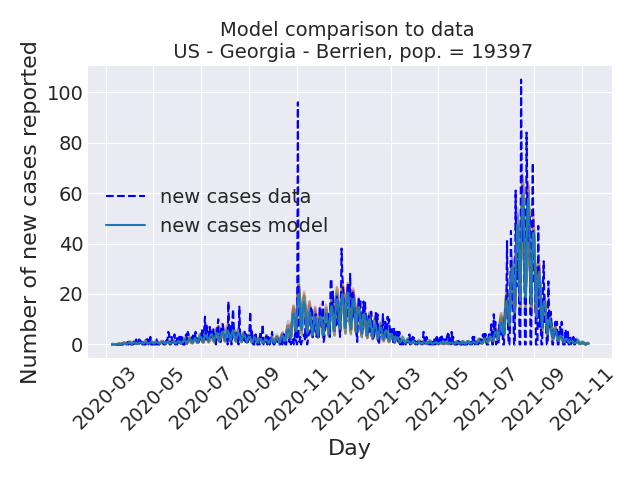 Model comparison to data
US - Georgia - Berrien, pop. = 19397
Number of new cases reported
100
80
60
40
20
0
new cases data
new cases model
2020-03
2020-05
2020-07
2020-09
2020-11
2021-01
2021-03
2021-05
2021-07
2021-09
2021-11
Day